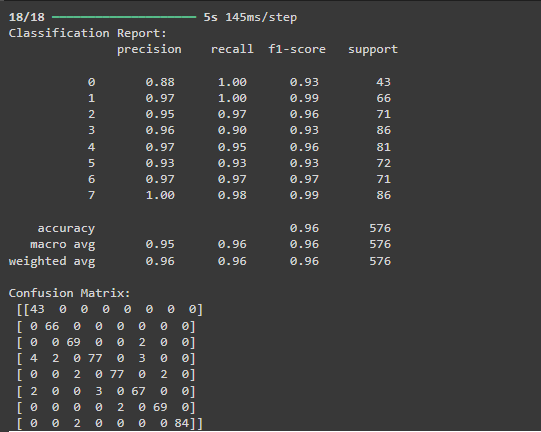 18/18 ━━━━━━━━━━━━━━━━━━━━ 5s 145ms/step
Classification Report:
              precision    recall  f1-score   support

           0       0.88      1.00      0.93        43
           1       0.97      1.00      0.99        66
           2       0.95      0.97      0.96        71
           3       0.96      0.90      0.93        86
           4       0.97      0.95      0.96        81
           5       0.93      0.93      0.93        72
           6       0.97      0.97      0.97        71
           7       1.00      0.98      0.99        86

    accuracy                           0.96       576
   macro avg       0.95      0.96      0.96       576
weighted avg       0.96      0.96      0.96       576

Confusion Matrix:
 [[43  0  0  0  0  0  0  0]
 [ 0 66  0  0  0  0  0  0]
 [ 0  0 69  0  0  2  0  0]
 [ 4  2  0 77  0  3  0  0]
 [ 0  0  2  0 77  0  2  0]
 [ 2  0  0  3  0 67  0  0]
 [ 0  0  0  0  2  0 69  0]
 [ 0  0  2  0  0  0  0 84]]